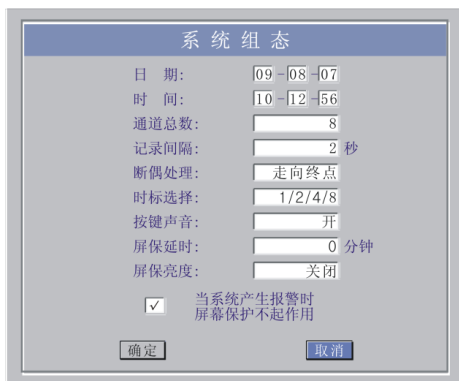 系统组态
日 期: 09-08-07
时 间: 10-12-56
通道总数: 8
记录间隔: 2 秒
断偶处理: 走向终点
时标选择: 1/2/4/8
按键声音: 开
屏保延时: 0 分钟
屏保亮度: 关闭
✓ 当系统产生报警时
屏幕保护不起作用
确定 取消